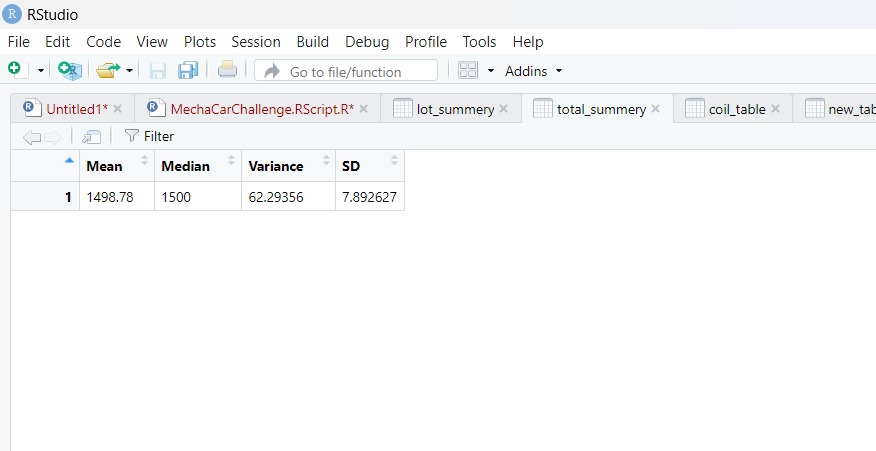 R RStudio
File Edit Code View Plots Session Build Debug Profile Tools Help
R Go to file/function Addins
R Untitled1* R MechaCarChallenge.RScript.R* lot_summery total_summery coil_table new_tab
Filter
Mean Median Variance SD
1 1498.78 1500 62.29356 7.892627